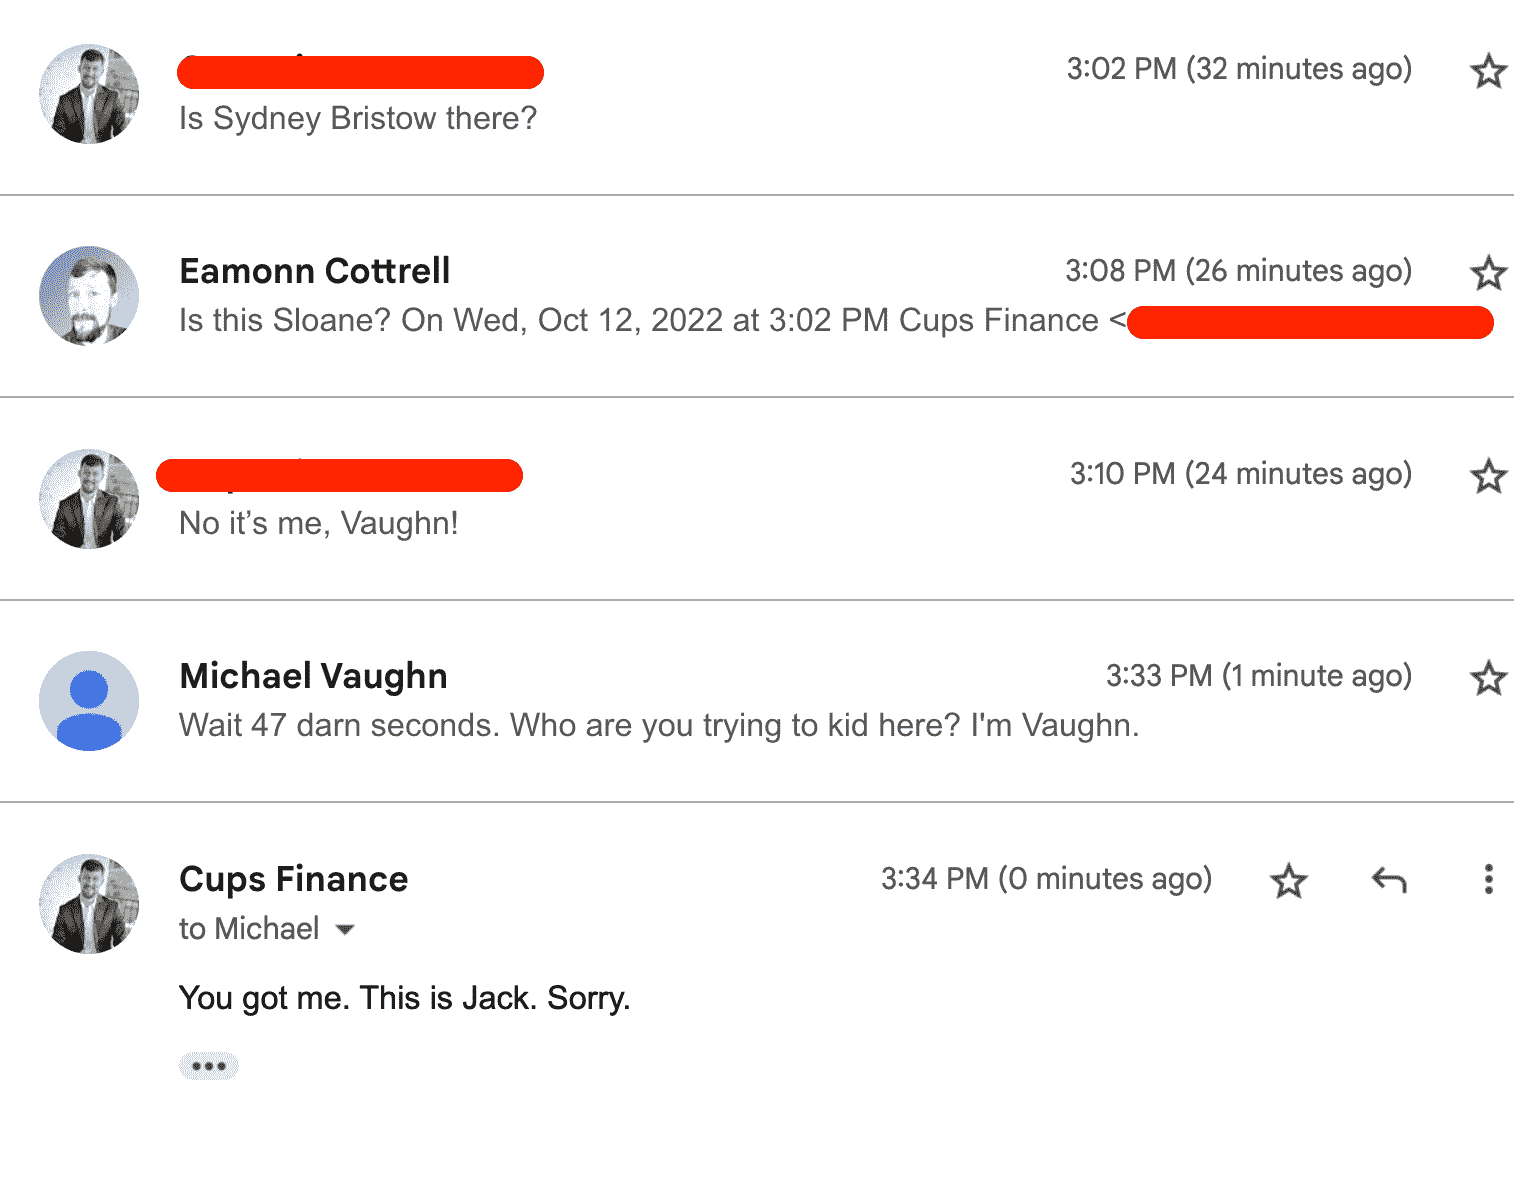 3:02 PM (32 minutes ago)
Is Sydney Bristow there?
Eamonn Cottrell
3:08 PM (26 minutes ago)
Is this Sloane? On Wed, Oct 12, 2022 at 3:02 PM Cups Finance <
3:10 PM (24 minutes ago)
No it’s me, Vaughn!
Michael Vaughn
3:33 PM (1 minute ago)
Wait 47 darn seconds. Who are you trying to kid here? I'm Vaughn.
Cups Finance
3:34 PM (0 minutes ago)
to Michael
You got me. This is Jack. Sorry.